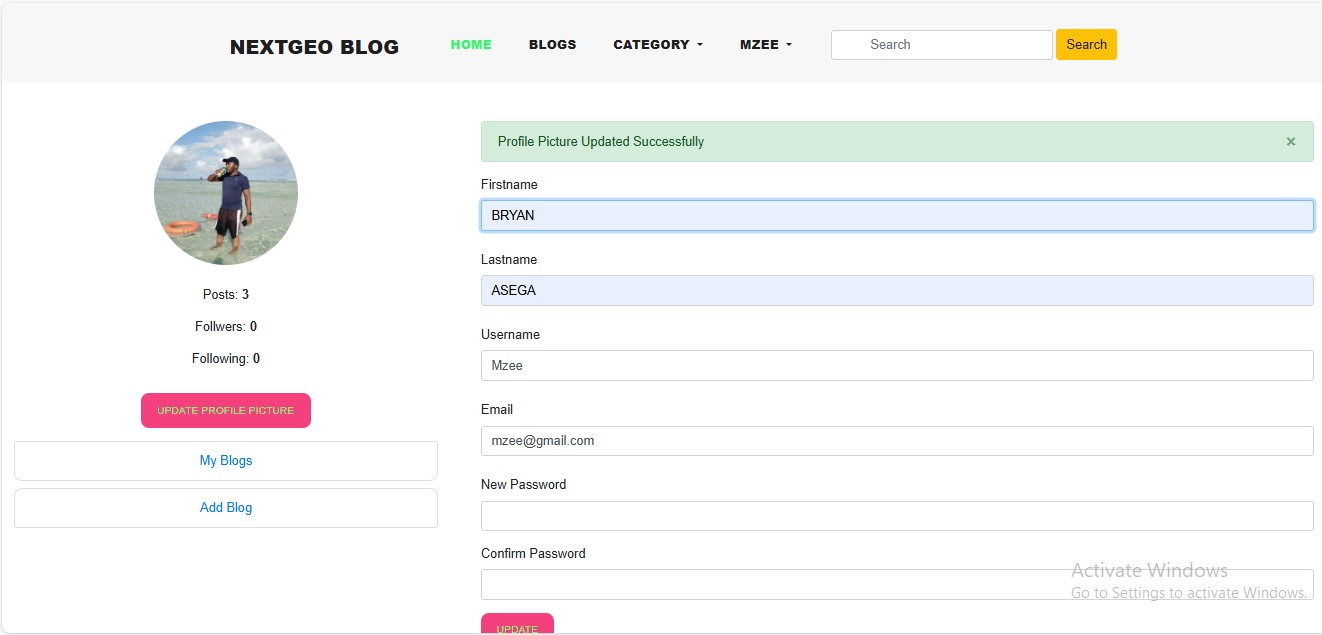 NEXTGEO BLOG HOME BLOGS CATEGORY MZEE Search Search
Posts: 3
Follwers: 0
Following: 0
UPDATE PROFILE PICTURE
My Blogs
Add Blog
Profile Picture Updated Successfully ×
Firstname
BRYAN
Lastname
ASEGA
Username
Mzee
Email
mzee@gmail.com
New Password
Confirm Password
UPDATE
Activate Windows
Go to Settings to activate Windows.